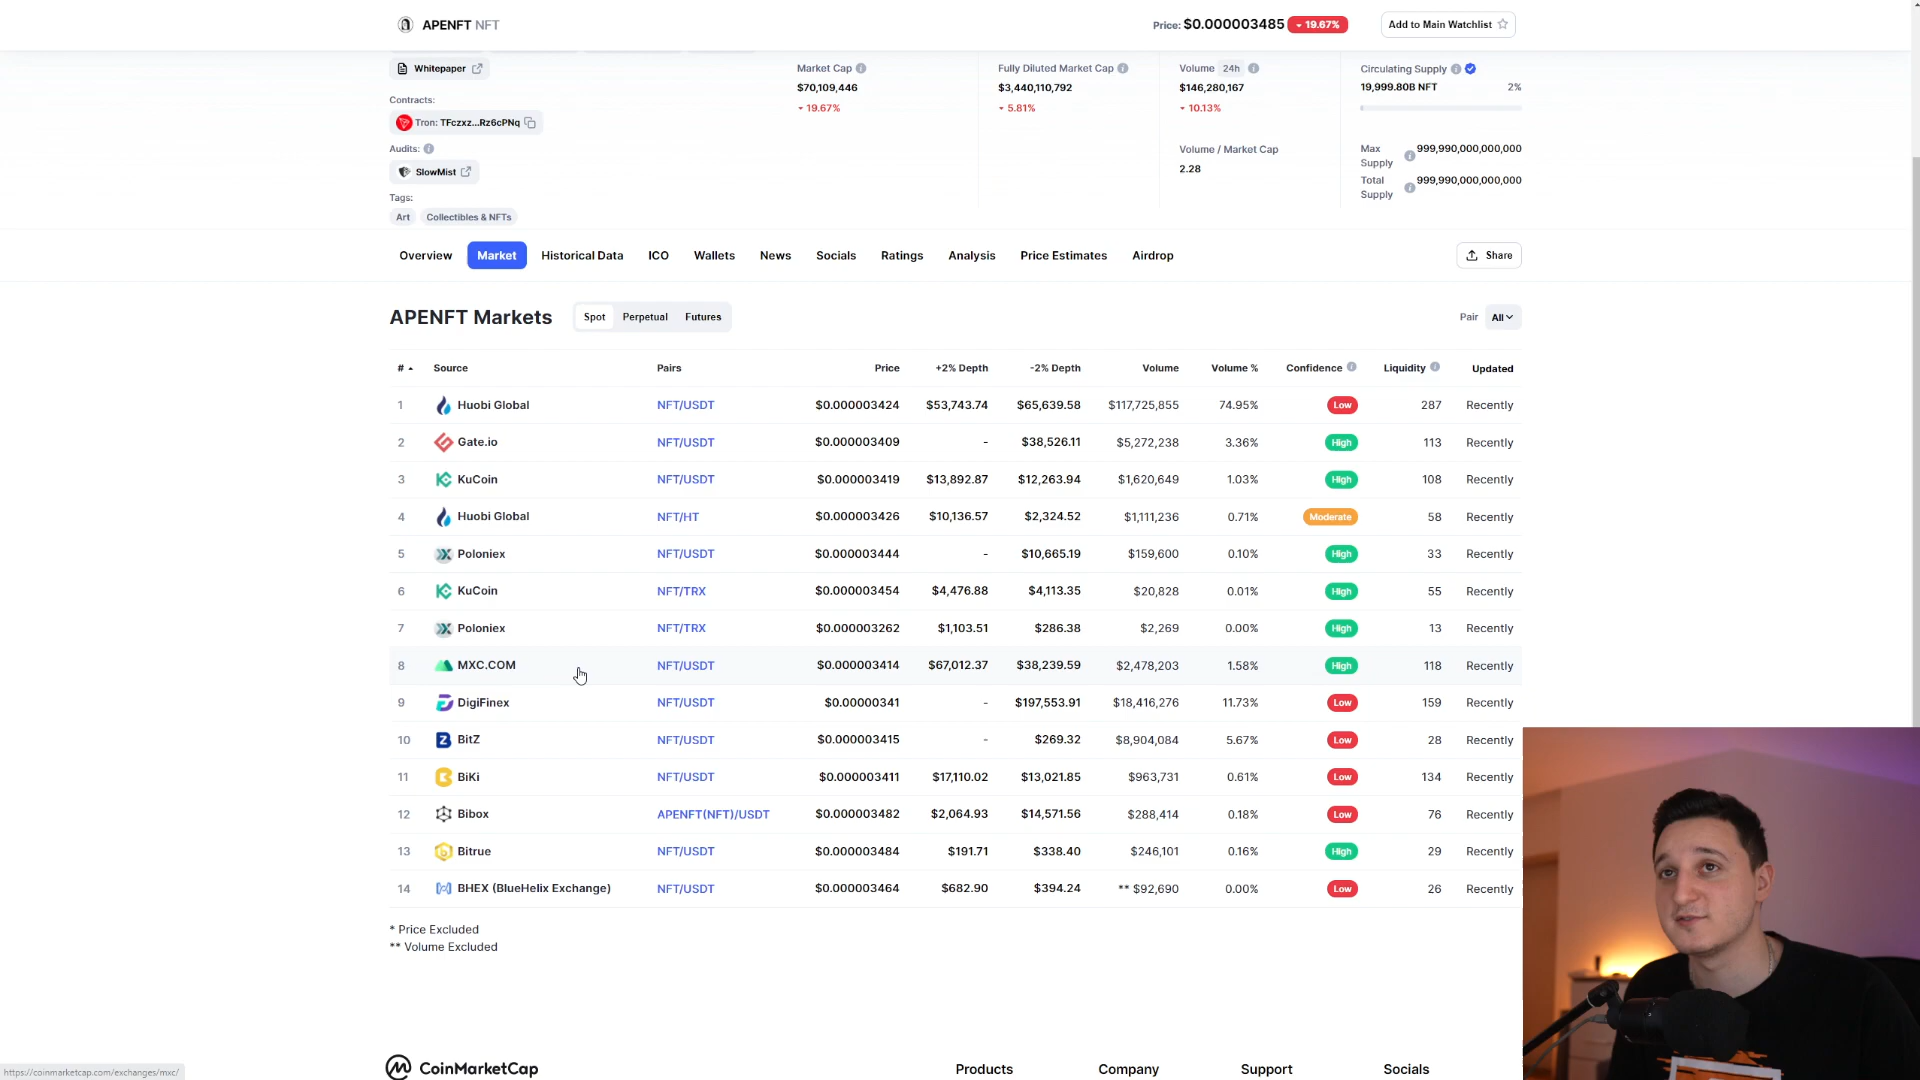 APENFT NFT
Price: $0.000003485 19.67% Add to Main Watchlist
Whitepaper
Contracts:
Tron: TFczxz...Rz6cPNq
Audits:
SlowMist
Tags:
Art Collectibles & NFTs
Market Cap
$70,109,446
19.67%
Fully Diluted Market Cap
$3,440,110,792
5.81%
Volume 24h
$146,280,167
10.13%
Volume / Market Cap
2.28
Circulating Supply
19,999.80B NFT 2%
Max Supply 999,990,000,000,000
Total Supply 999,990,000,000,000
Overview Market Historical Data ICO Wallets News Socials Ratings Analysis Price Estimates Airdrop Share
APENFT Markets Spot Perpetual Futures Pair All
# Source Pairs Price +2% Depth -2% Depth Volume Volume % Confidence Liquidity Updated
1 Huobi Global NFT/USDT $0.000003424 $53,743.74 $65,639.58 $117,725,855 74.95% Low 287 Recently
2 Gate.io NFT/USDT $0.000003409 - $38,526.11 $5,272,238 3.36% High 113 Recently
3 KuCoin NFT/USDT $0.000003419 $13,892.87 $12,263.94 $1,620,649 1.03% High 108 Recently
4 Huobi Global NFT/HT $0.000003426 $10,136.57 $2,324.52 $1,111,236 0.71% Moderate 58 Recently
5 Poloniex NFT/USDT $0.000003444 - $10,665.19 $159,600 0.10% High 33 Recently
6 KuCoin NFT/TRX $0.000003454 $4,476.88 $4,113.35 $20,828 0.01% High 55 Recently
7 Poloniex NFT/TRX $0.000003262 $1,103.51 $286.38 $2,269 0.00% High 13 Recently
8 MXC.COM NFT/USDT $0.000003414 $67,012.37 $38,239.59 $2,478,203 1.58% High 118 Recently
9 DigiFinex NFT/USDT $0.00000341 - $197,553.91 $18,416,276 11.73% Low 159 Recently
10 BitZ NFT/USDT $0.000003415 - $269.32 $8,904,084 5.67% Low 28 Recently
11 BiKi NFT/USDT $0.000003411 $17,110.02 $13,021.85 $963,731 0.61% Low 134 Recently
12 Bibox APENFT(NFT)/USDT $0.000003482 $2,064.93 $14,571.56 $288,414 0.18% Low 76 Recently
13 Bitrue NFT/USDT $0.000003484 $191.71 $338.40 $246,101 0.16% High 29 Recently
14 BHEX (BlueHelix Exchange) NFT/USDT $0.000003464 $682.90 $394.24 ** $92,690 0.00% Low 26 Recently
* Price Excluded
** Volume Excluded
CoinMarketCap Products Company Support Socials
https://coinmarketcap.com/exchanges/mxc/